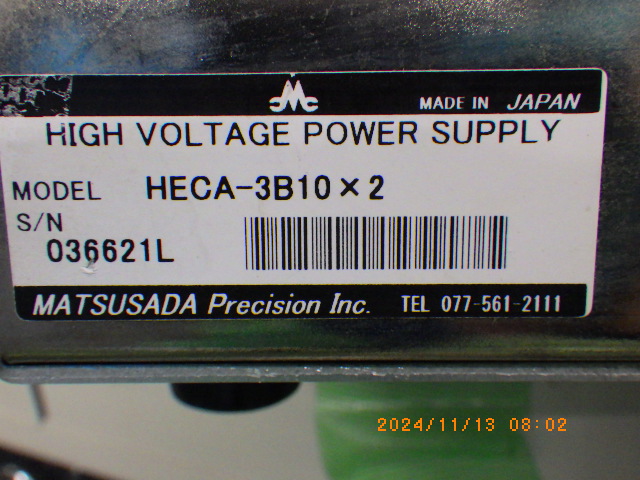 MADE IN JAPAN
HIGH VOLTAGE POWER SUPPLY
MODEL HECA-3B10×2
S/N
036621L
MATSUSADA Precision Inc. TEL 077-561-2111
2024/11/13 08:02